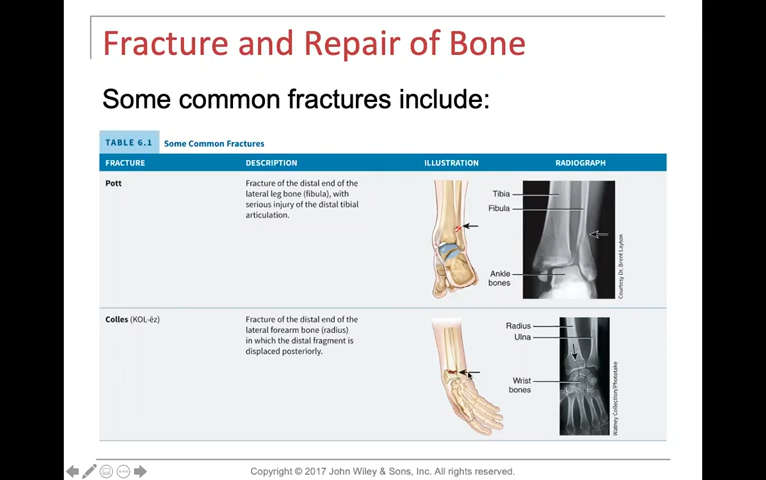 Fracture and Repair of Bone
Some common fractures include:
TABLE 6.1 Some Common Fractures
FRACTURE DESCRIPTION ILLUSTRATION RADIOGRAPH
Pott
Fracture of the distal end of the
lateral leg bone (fibula), with
serious injury of the distal tibial
articulation.
Tibia
Fibula
Ankle
bones
Courtesy Dr. Brent Layton
Colles (KOL-ēz)
Fracture of the distal end of the
lateral forearm bone (radius)
in which the distal fragment is
displaced posteriorly.
Radius
Ulna
Wrist
bones
Watney Collection/Phototake
Copyright © 2017 John Wiley & Sons, Inc. All rights reserved.